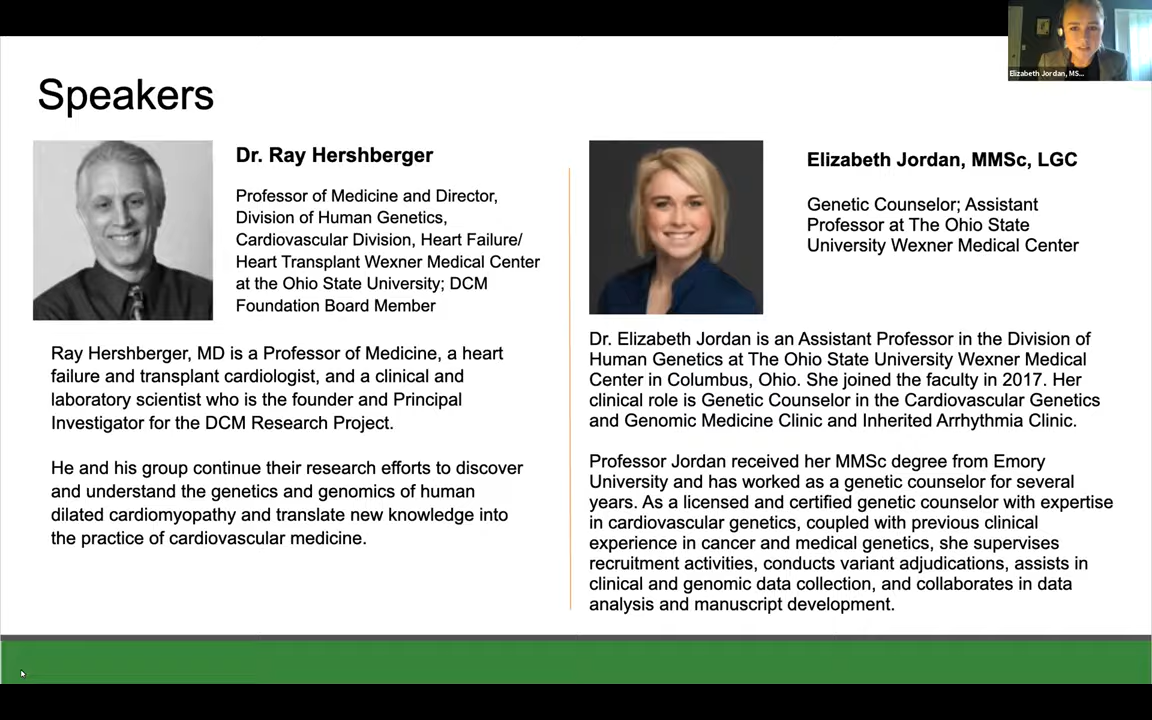 Elizabeth Jordan, MS...
Speakers
Dr. Ray Hershberger
Professor of Medicine and Director,
Division of Human Genetics,
Cardiovascular Division, Heart Failure/
Heart Transplant Wexner Medical Center
at the Ohio State University; DCM
Foundation Board Member
Ray Hershberger, MD is a Professor of Medicine, a heart
failure and transplant cardiologist, and a clinical and
laboratory scientist who is the founder and Principal
Investigator for the DCM Research Project.
He and his group continue their research efforts to discover
and understand the genetics and genomics of human
dilated cardiomyopathy and translate new knowledge into
the practice of cardiovascular medicine.
Elizabeth Jordan, MMSc, LGC
Genetic Counselor; Assistant
Professor at The Ohio State
University Wexner Medical Center
Dr. Elizabeth Jordan is an Assistant Professor in the Division of
Human Genetics at The Ohio State University Wexner Medical
Center in Columbus, Ohio. She joined the faculty in 2017. Her
clinical role is Genetic Counselor in the Cardiovascular Genetics
and Genomic Medicine Clinic and Inherited Arrhythmia Clinic.
Professor Jordan received her MMSc degree from Emory
University and has worked as a genetic counselor for several
years. As a licensed and certified genetic counselor with expertise
in cardiovascular genetics, coupled with previous clinical
experience in cancer and medical genetics, she supervises
recruitment activities, conducts variant adjudications, assists in
clinical and genomic data collection, and collaborates in data
analysis and manuscript development.